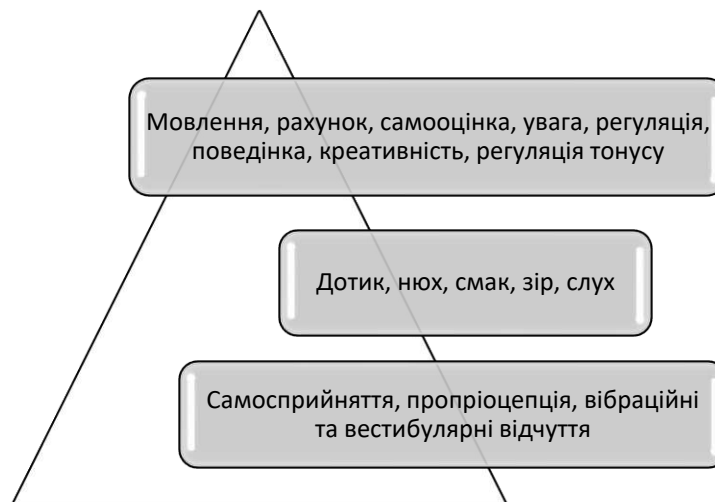 Мовлення, рахунок, самооцінка, увага, регуляція,
поведінка, креативність, регуляція тонусу
Дотик, нюх, смак, зір, слух
Самосприйняття, пропріоцепція, вібраційні
та вестибулярні відчуття